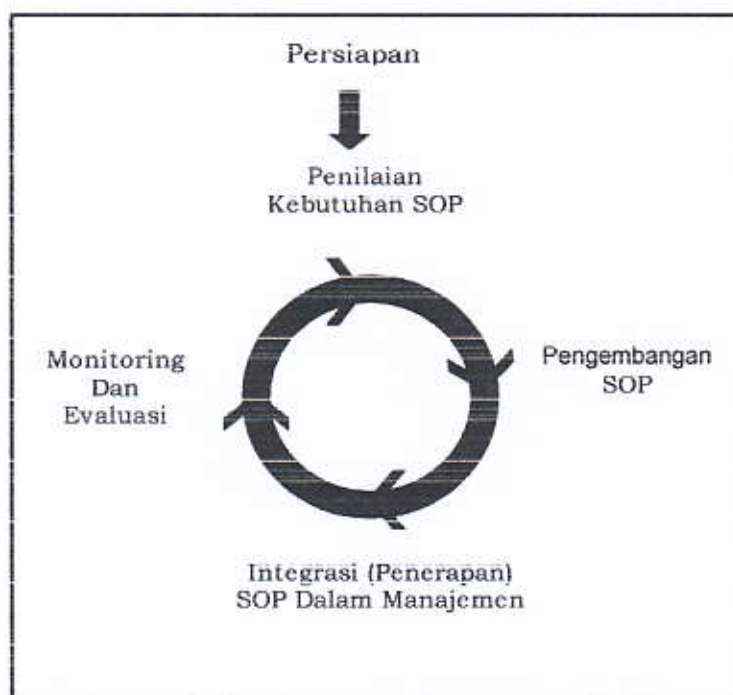 Persiapan
Penilaian
Kebutuhan SOP
Pengembangan
SOP
Integrasi (Penerapan)
SOP Dalam Manajemen
Monitoring
Dan
Evaluasi